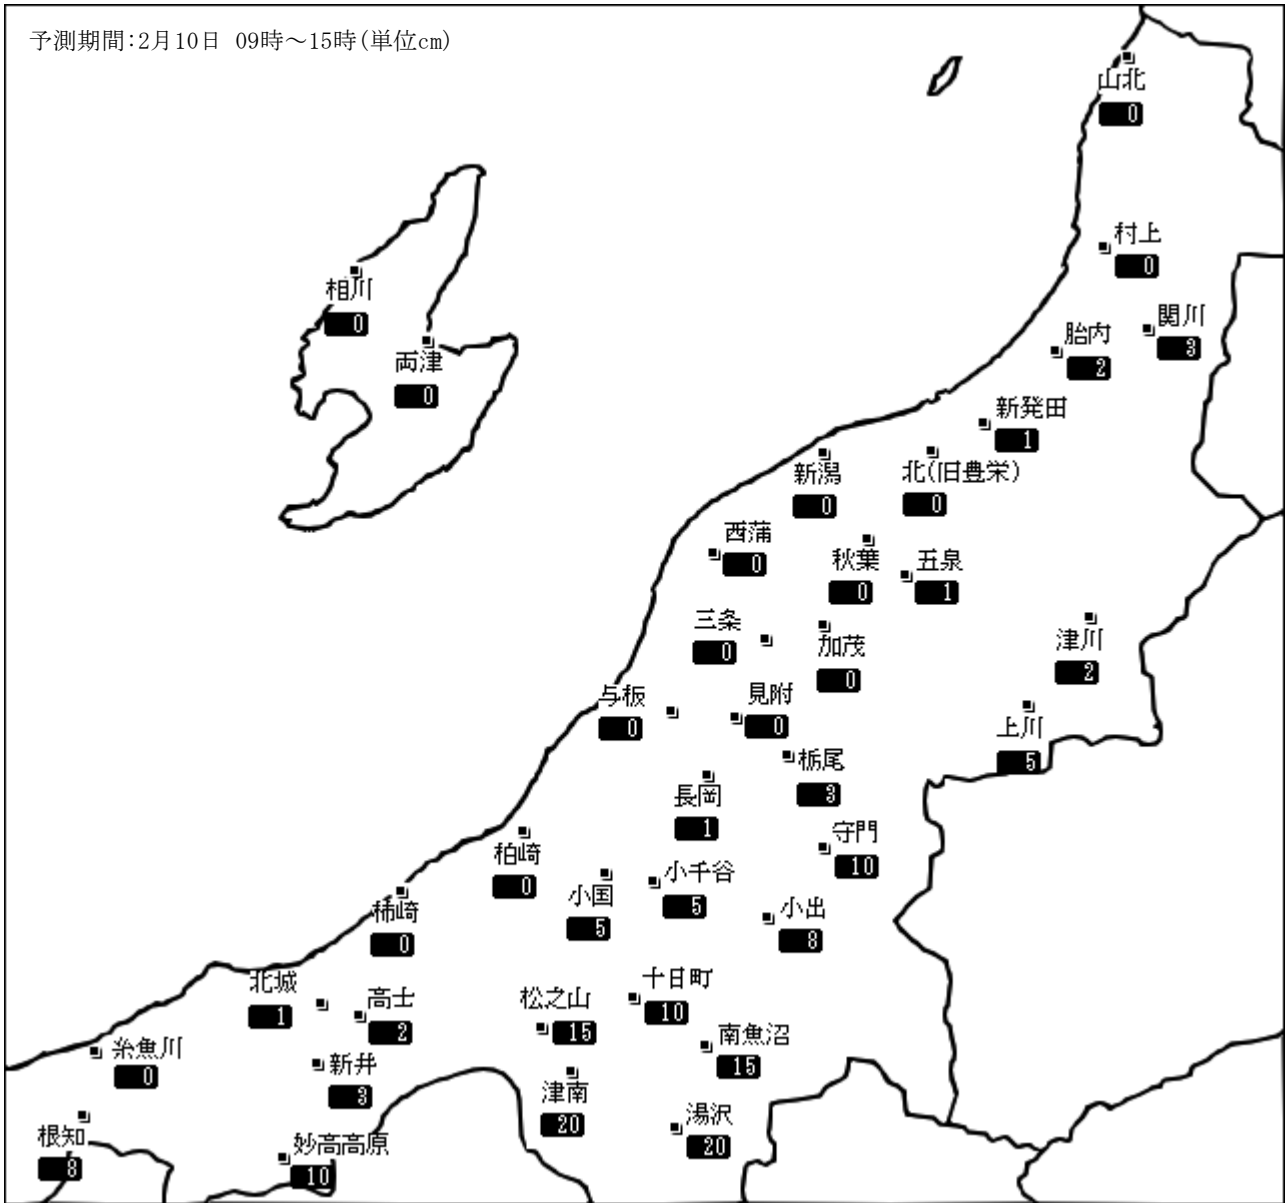 予測期間:2月10日 09時～15時(単位cm)
山北
0
村上
0
相川
0
関川
3
胎内
2
両津
0
新発田
1
新潟
0
北(旧豊栄)
0
西蒲
0
秋葉
0
五泉
1
三条
0
加茂
0
津川
2
与板
0
見附
0
上川
5
栃尾
3
長岡
1
守門
10
柏崎
0
小国
5
小千谷
5
小出
8
柿崎
0
北城
1
高士
2
松之山
15
十日町
10
南魚沼
15
糸魚川
0
新井
3
津南
20
湯沢
20
根知
8
妙高高原
10